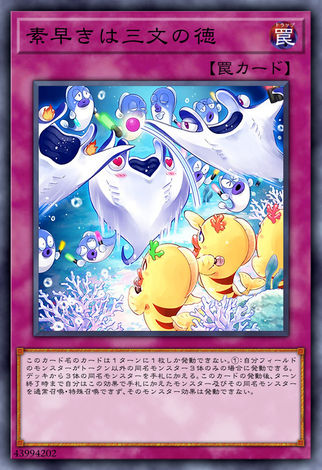 素早きは三文の徳
トラップ
罠
【罠カード】
このカード名のカードは1ターンに1枚しか発動できない。①:自分フィールド
のモンスターがトークン以外の同名モンスター3体のみの場合に発動できる。
デッキから3体の同名モンスターを手札に加える。このカードの発動後、ターン
終了時まで自分はこの効果で手札に加えたモンスター及びその同名モンスター
を通常召喚・特殊召喚できず、そのモンスター効果は発動できない。
43994202